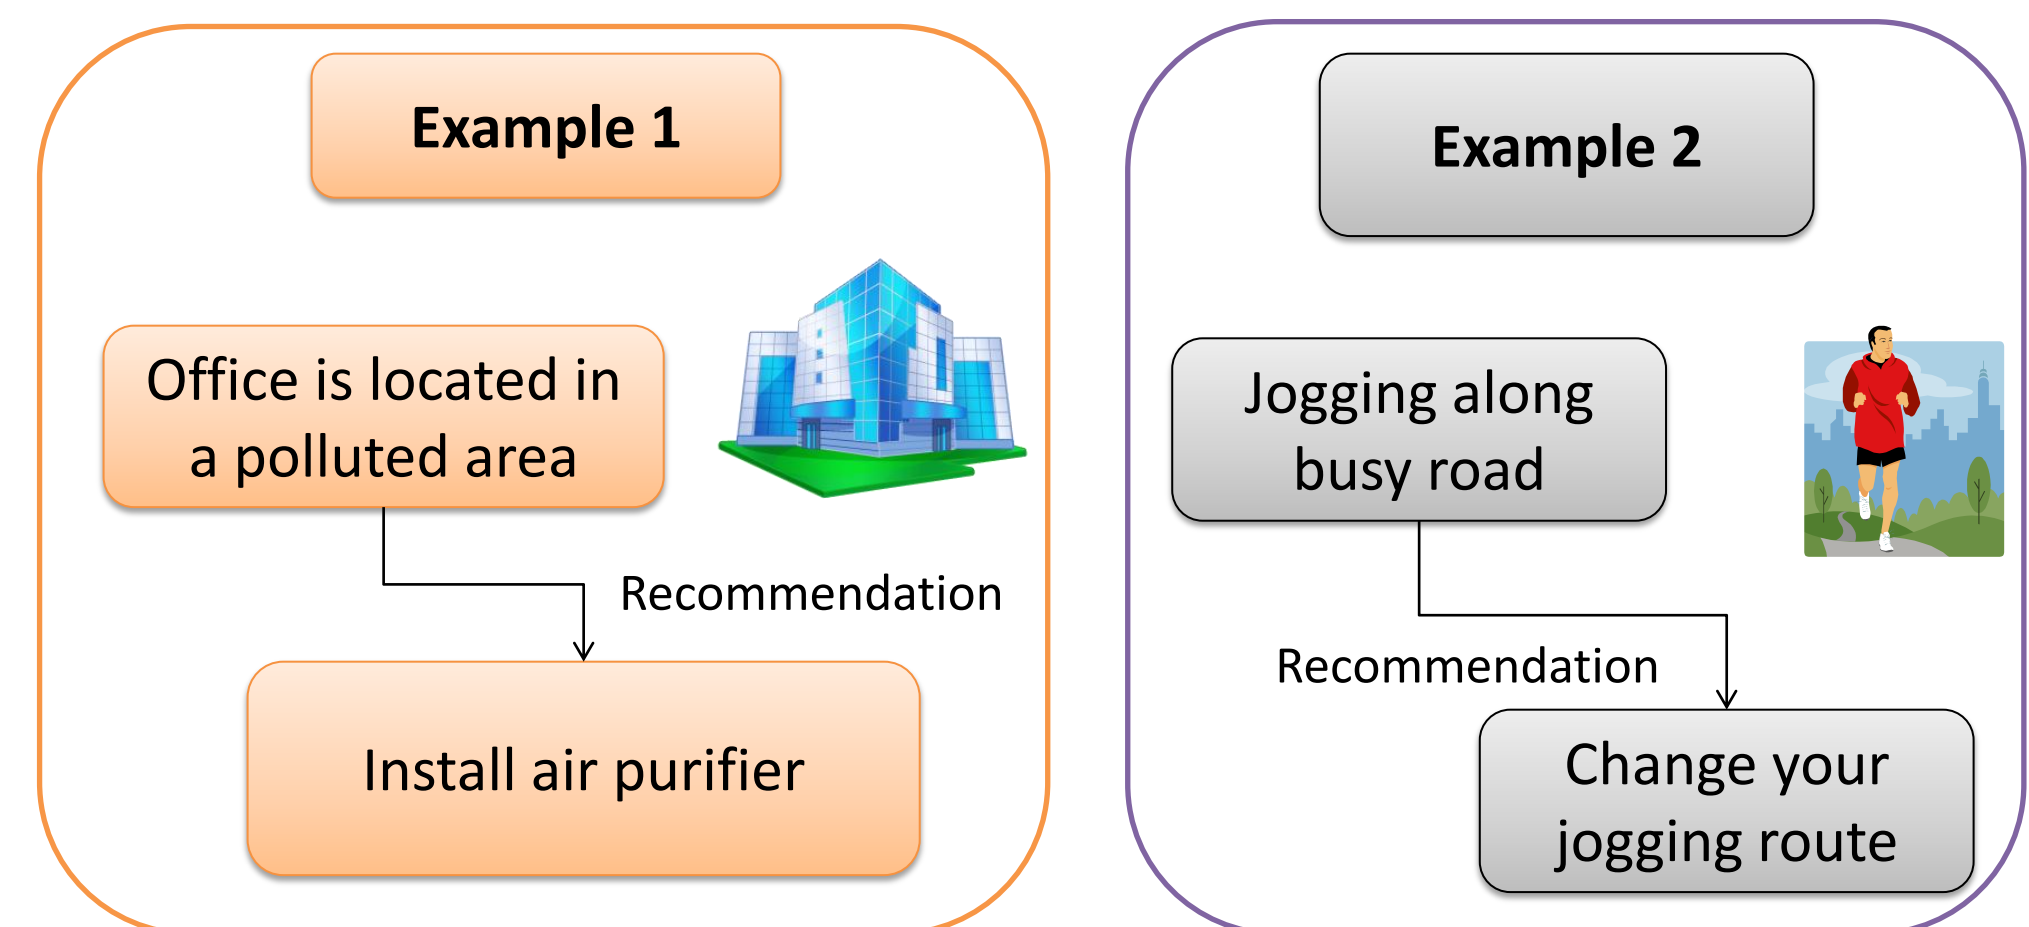 Example 1
Office is located in
a polluted area
Recommendation
Install air purifier
Example 2
Jogging along
busy road
Recommendation
Change your
jogging route